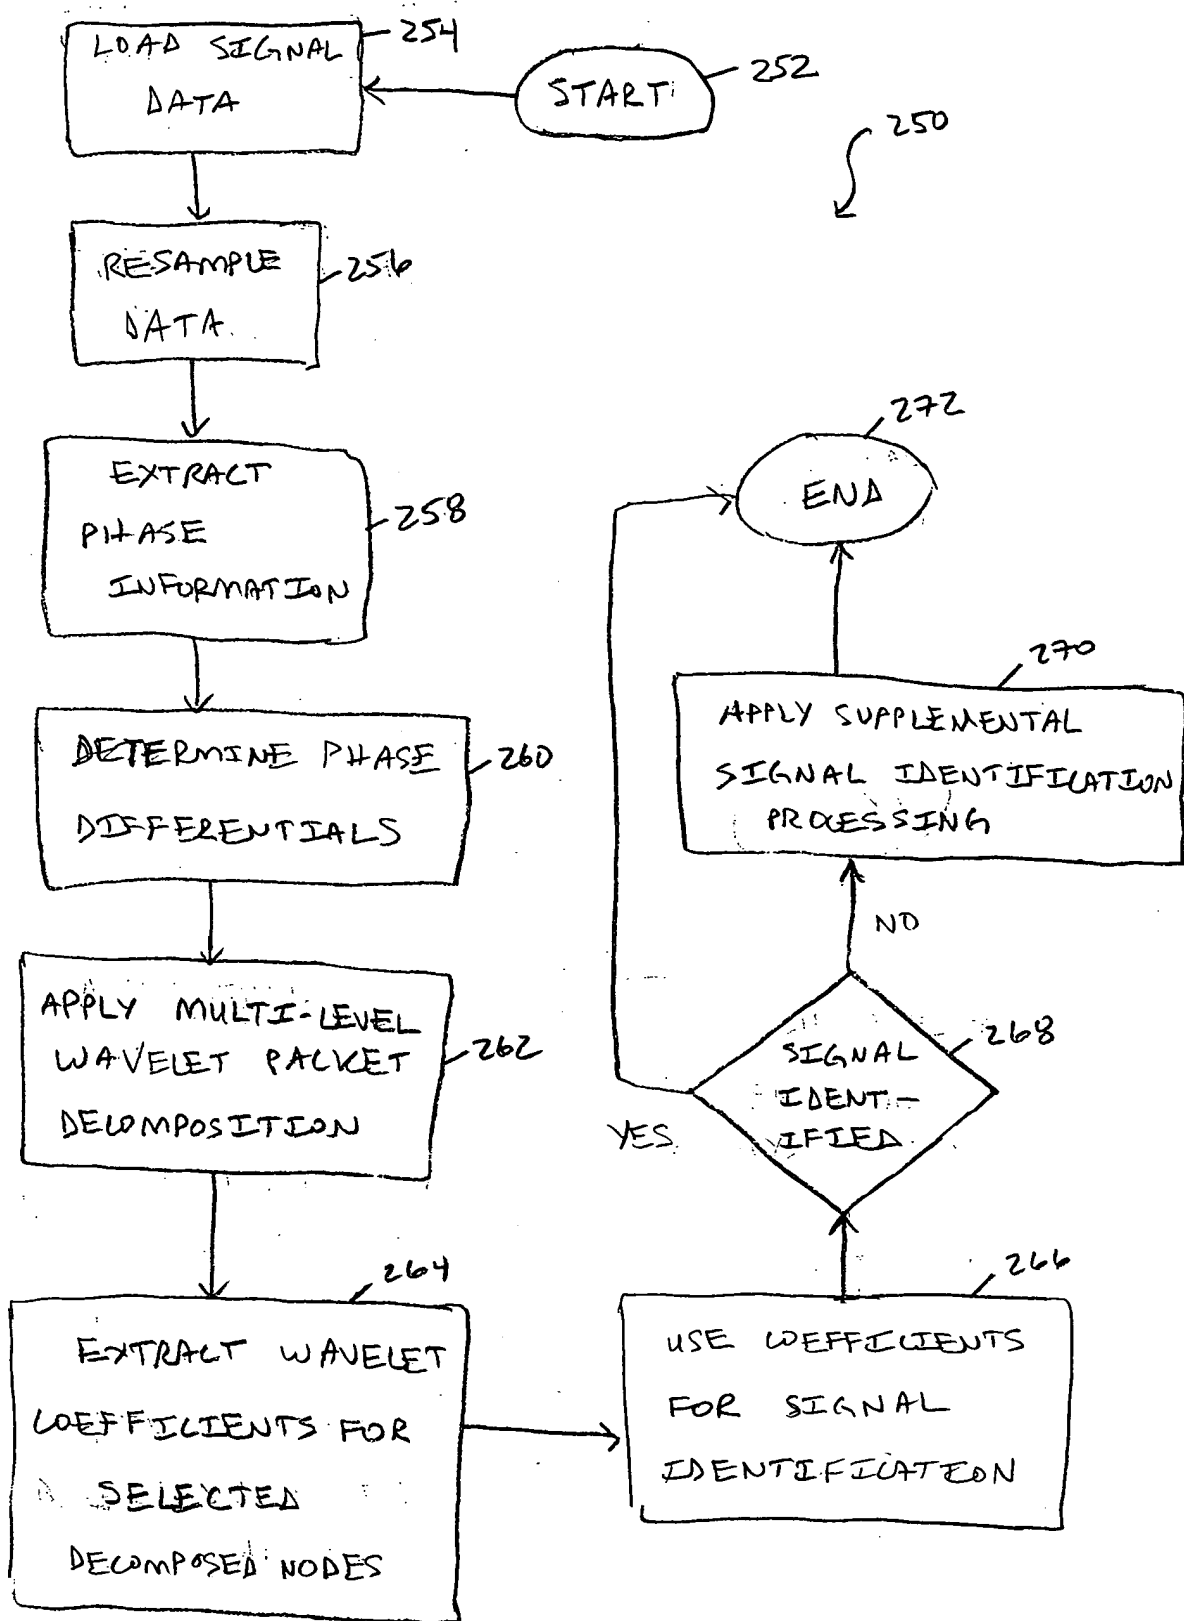 LOAD SIGNAL
DATA
254
START
252
250
RESAMPLE
DATA
256
EXTRACT
PHASE
INFORMATION
258
DETERMINE PHASE
DIFFERENTIALS
260
APPLY MULTI-LEVEL
WAVELET PACKET
DECOMPOSITION
262
264
EXTRACT WAVELET
COEFFICIENTS FOR
SELECTED
DECOMPOSED NODES
266
USE COEFFICIENTS
FOR SIGNAL
IDENTIFICATION
268
SIGNAL
IDENT-
IFIED
YES
NO
270
APPLY SUPPLEMENTAL
SIGNAL IDENTIFICATION
PROCESSING
272
END